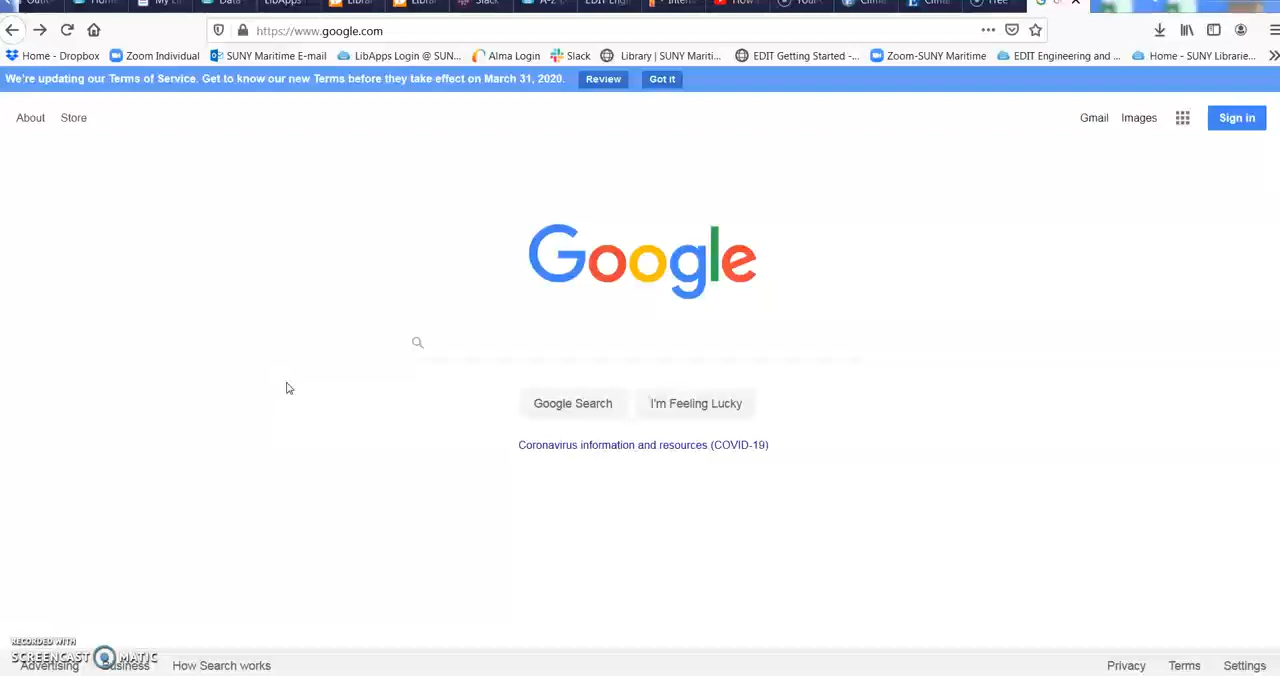 Slack
https://www.google.com
Home - Dropbox Zoom Individual SUNY Maritime E-mail LibApps Login @ SUN... Alma Login Slack Library | SUNY Mariti... EDIT Getting Started -... Zoom-SUNY Maritime EDIT Engineering and ... Home - SUNY Librarie...
We're updating our Terms of Service. Get to know our new Terms before they take effect on March 31, 2020. Review Got it
About Store Gmail Images Sign in
Google
Google Search I'm Feeling Lucky
Coronavirus information and resources (COVID-19)
RECORDED WITH
SCREENCAST MATIC
Advertising Business How Search works Privacy Terms Settings